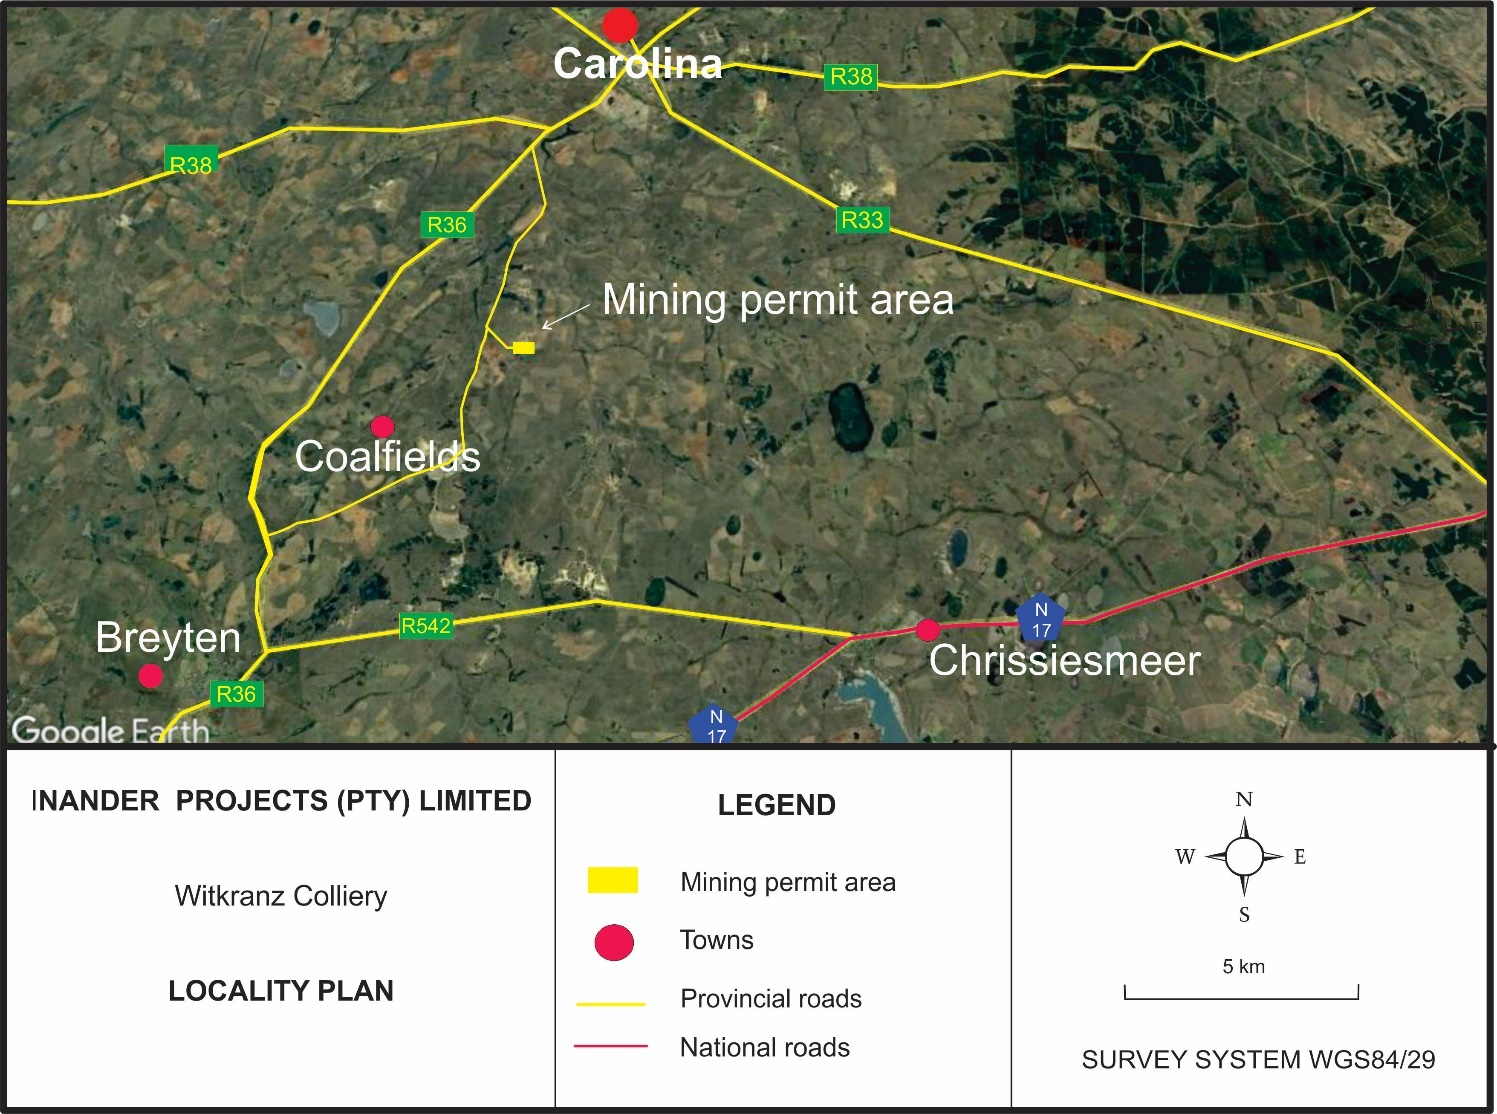 Carolina
R38
R38
R36
R33
Mining permit area
Coalfields
Breyten
R542
N
17
Chrissiesmeer
R36
N
17
Google Earth
INANDER PROJECTS (PTY) LIMITED
Witkranz Colliery
LOCALITY PLAN
LEGEND
Mining permit area
Towns
Provincial roads
National roads
N
W E
S
5 km
SURVEY SYSTEM WGS84/29